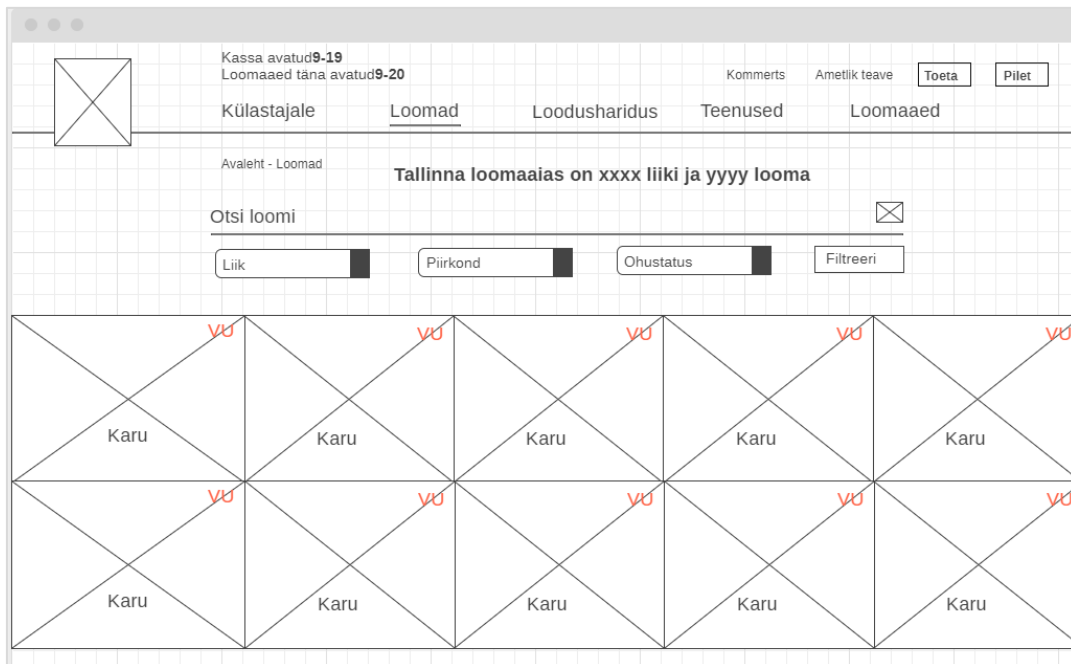 Kassa avatud9-19
Loomaaed täna avatud9-20
Kommerts Ametlik teave Toeta Pilet
Külastajale Loomad Loodusharidus Teenused Loomaaed
Avaleht - Loomad
Tallinna loomaaias on xxxx liiki ja yyyy looma
Otsi loomi
Liik Piirkond Ohustatus Filtreeri
VU VU VU VU VU
Karu Karu Karu Karu Karu
VU VU VU VU VU
Karu Karu Karu Karu Karu